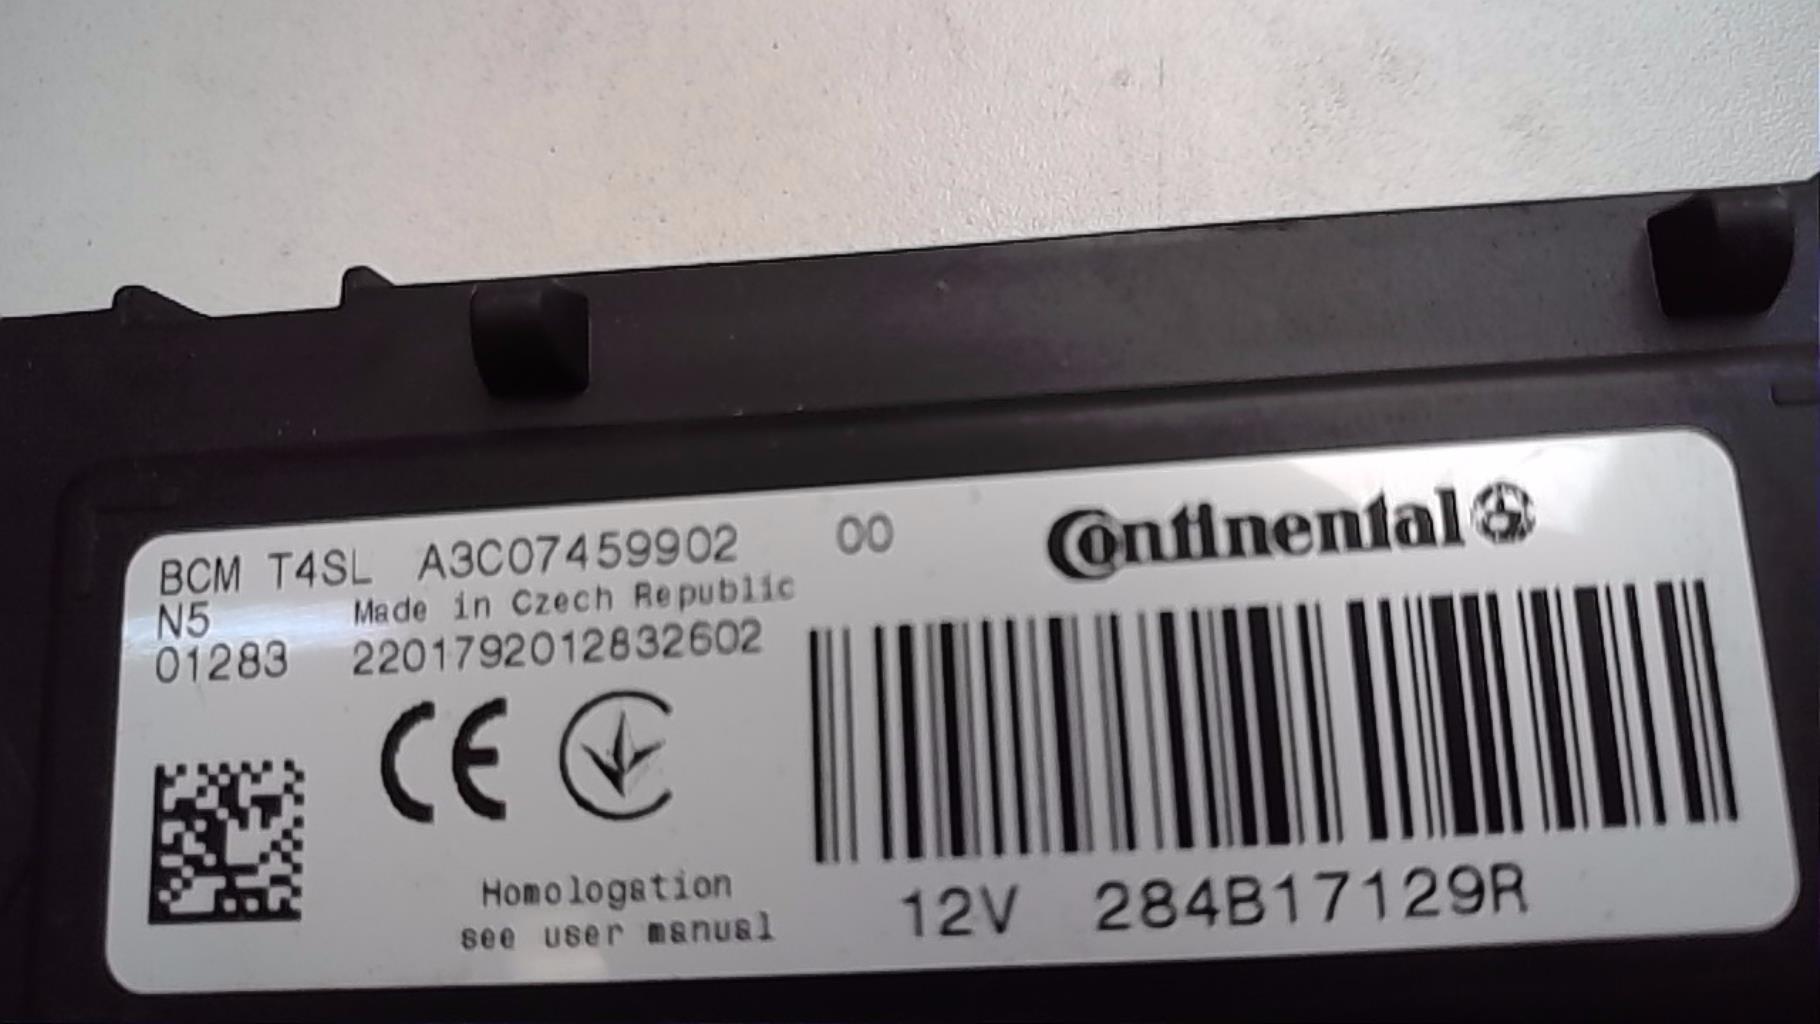 BCM T4SL A3C07459902 00
Continental
N5 Made in Czech Republic
01283 2201792012832602
CE
Homologation
see user manual
12V 284B17129R